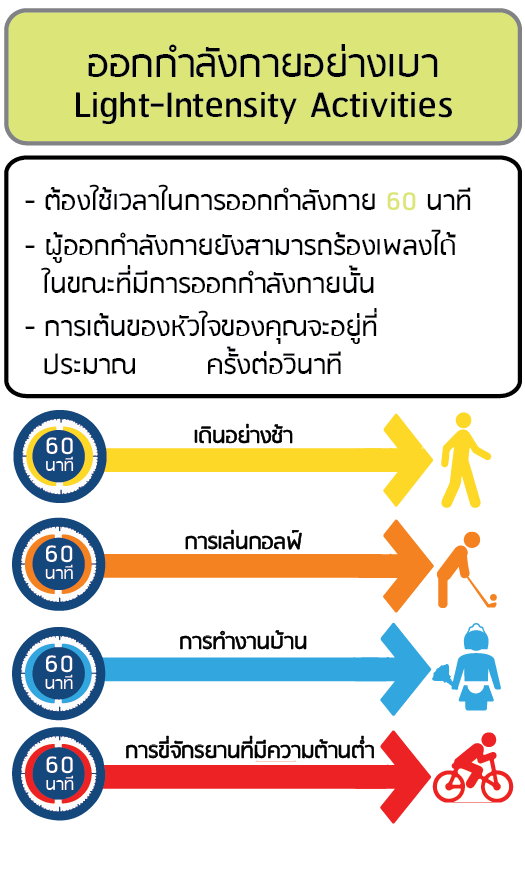 ออกกำลังกายอย่างเบา
Light-Intensity Activities
- ต้องใช้เวลาในการออกกำลังกาย 60 นาที
- ผู้ออกกำลังกายยังสามารถร้องเพลงได้
ในขณะที่มีการออกกำลังกายนั้น
- การเต้นของหัวใจของคุณจะอยู่ที่
ประมาณ ครั้งต่อวินาที
เดินอย่างช้า
60
นาที
การเล่นกอลฟ์
60
นาที
การทำงานบ้าน
60
นาที
การขี่จักรยานที่มีความต้านต่ำ
60
นาที